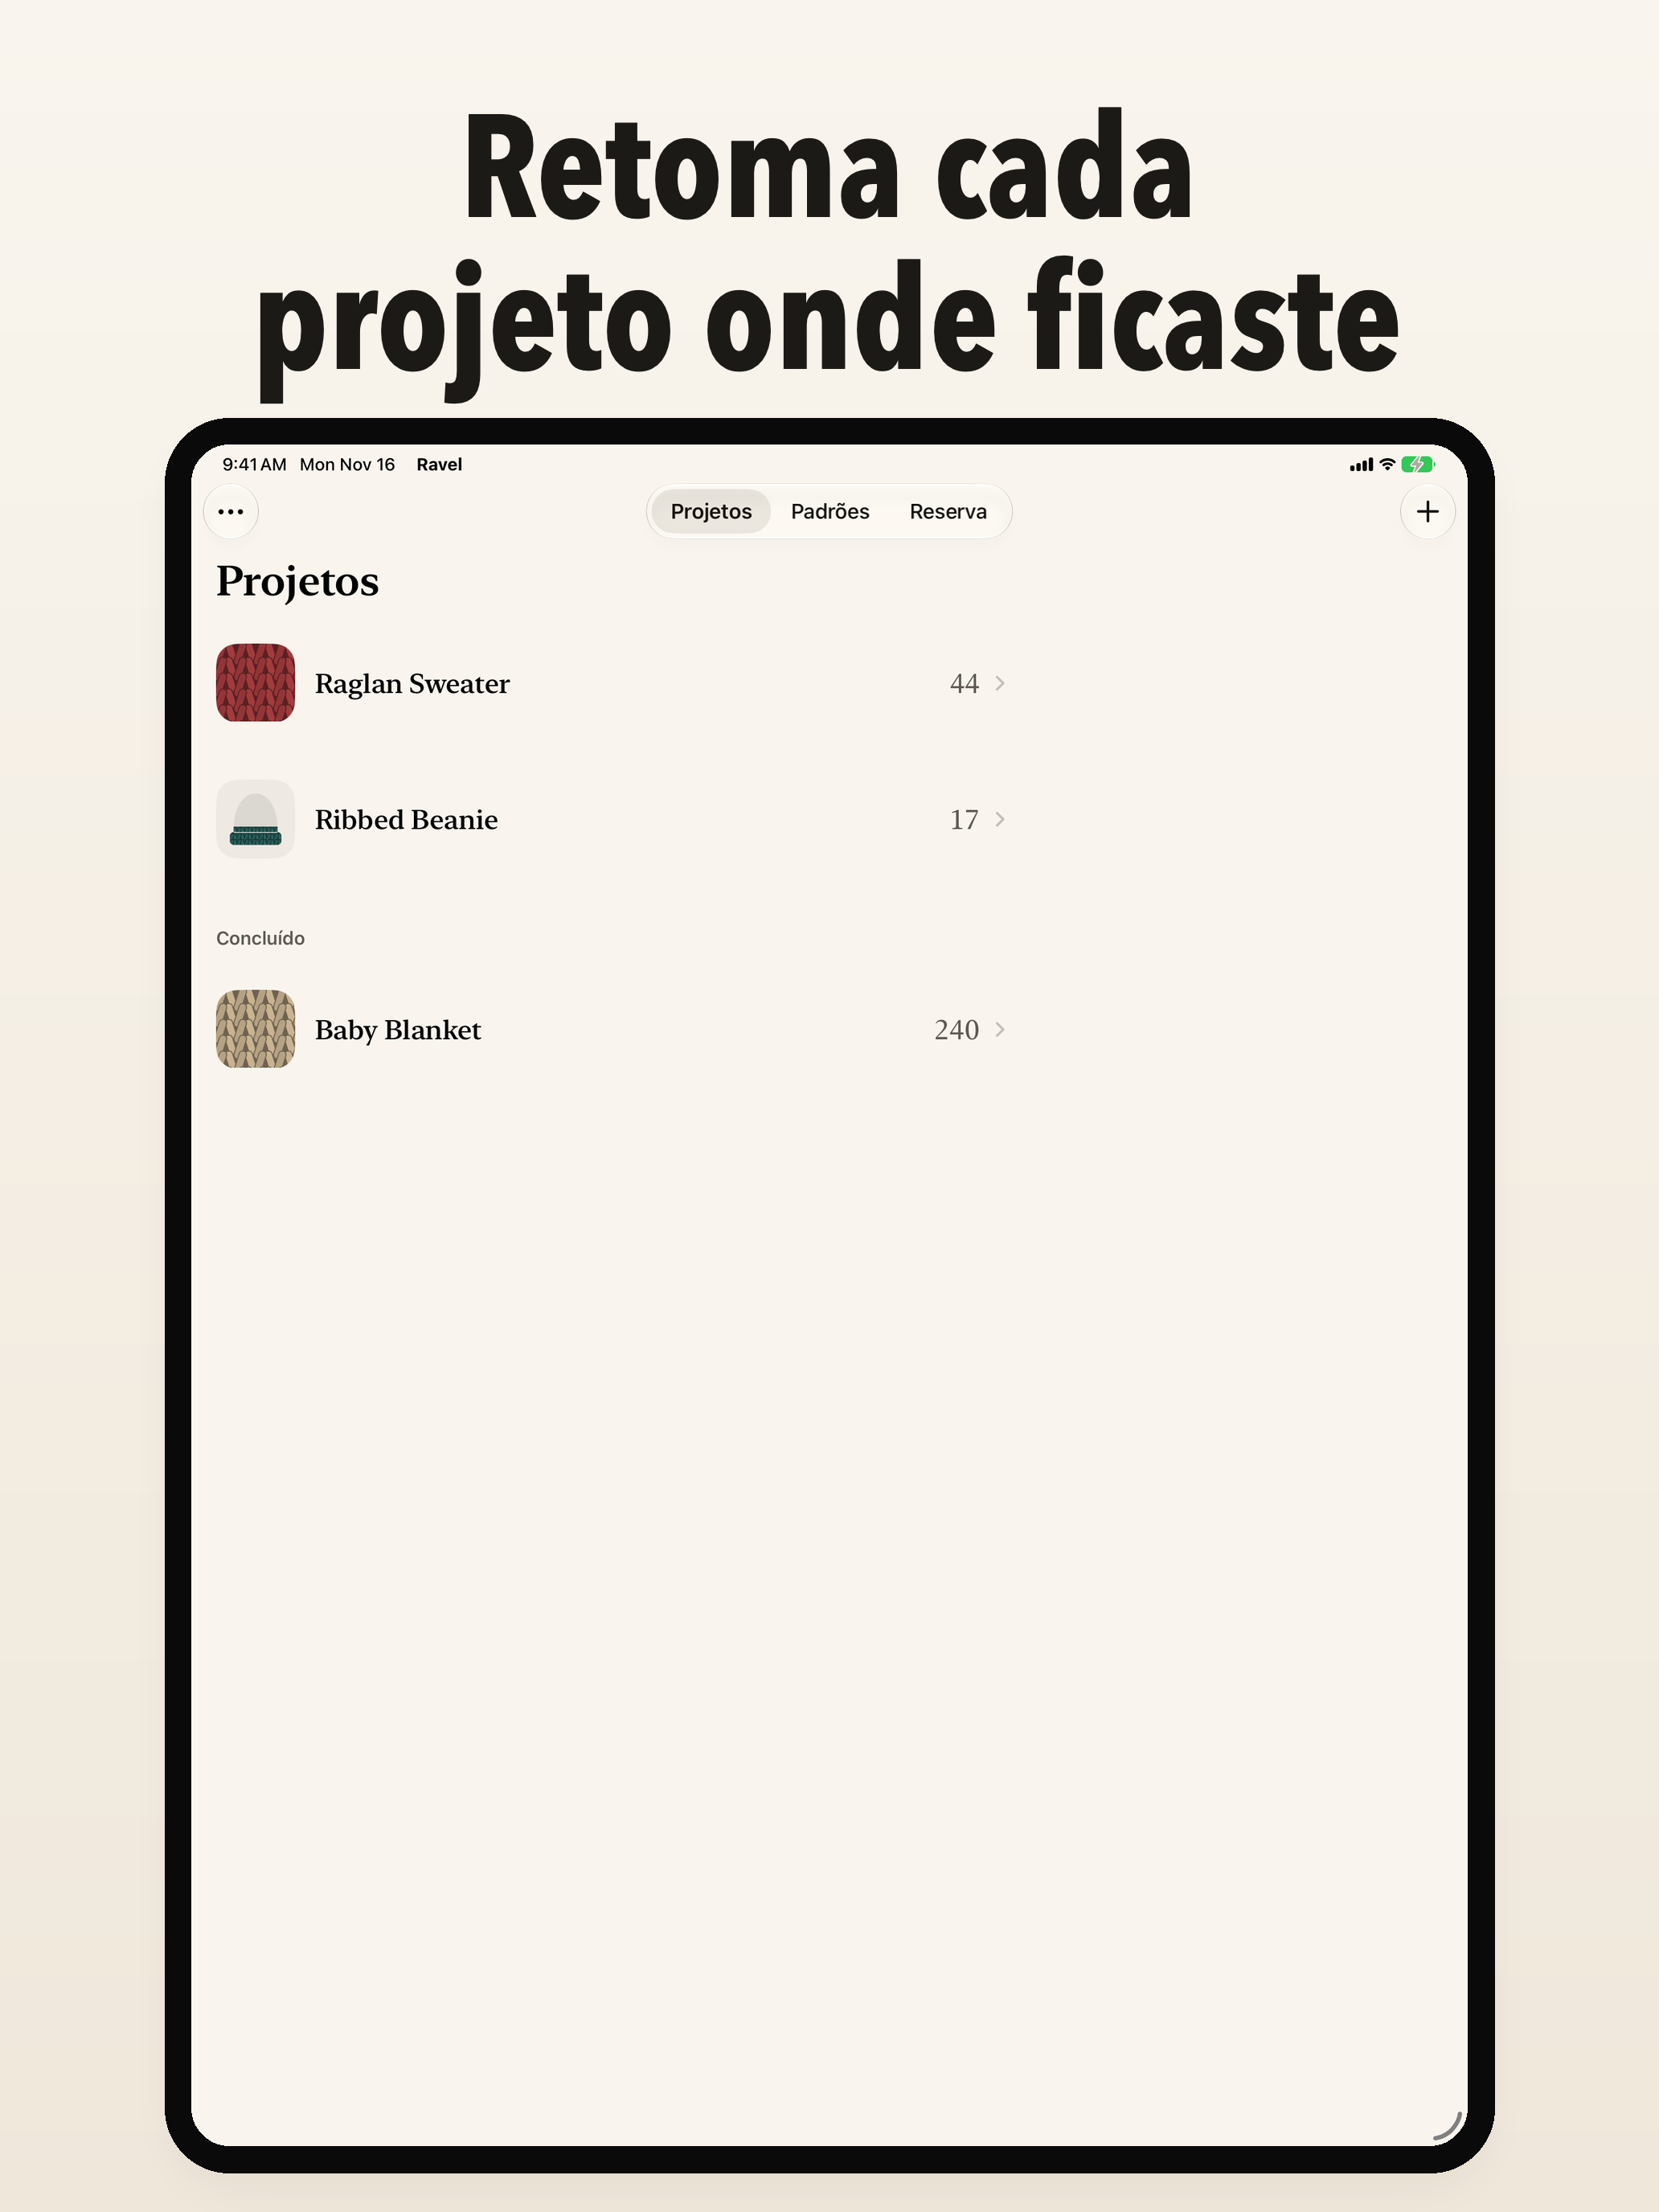 Retoma cada
projeto onde ficaste
9:41 AM Mon Nov 16 Ravel
Projetos Padrões Reserva
Projetos
Raglan Sweater 44
Ribbed Beanie 17
Concluído
Baby Blanket 240